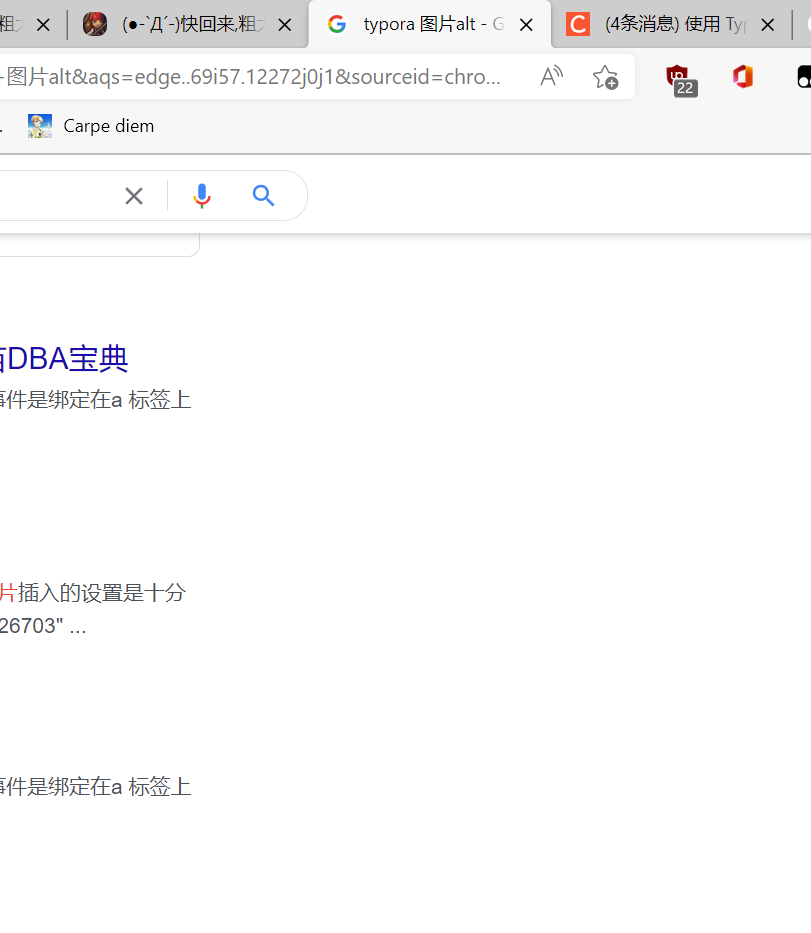 粗
(●-`Д´-)快回来,粗
typora 图片alt - G
(4条消息) 使用 Typ
-图片alt&aqs=edge..69i57.12272j0j1&sourceid=chro...
22
Carpe diem
DBA宝典
事件是绑定在a 标签上
片插入的设置是十分
26703" ...
事件是绑定在a 标签上